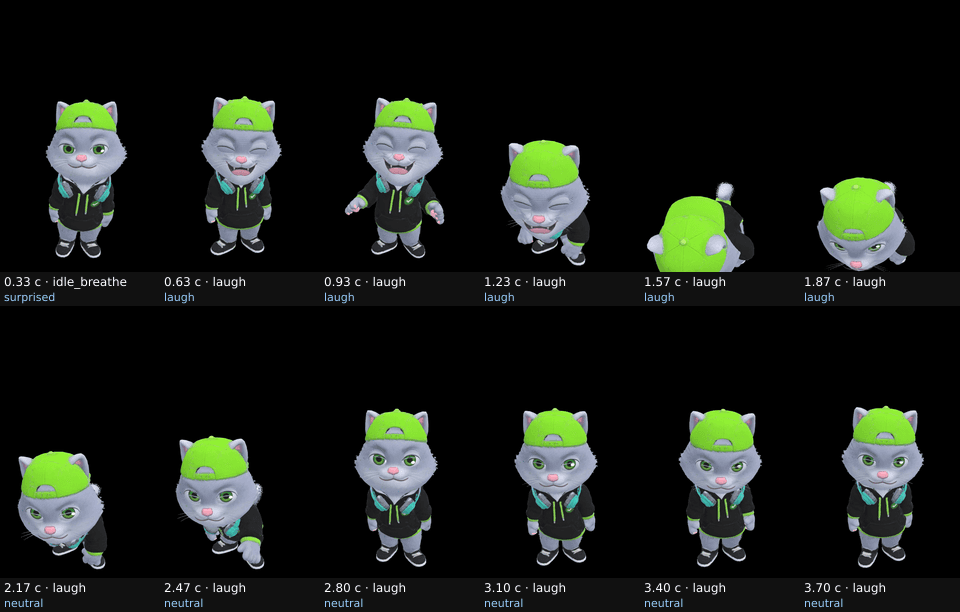 0.33 с · idle_breathe
surprised
0.63 с · laugh
laugh
0.93 с · laugh
laugh
1.23 с · laugh
laugh
1.57 с · laugh
laugh
1.87 с · laugh
laugh
2.17 с · laugh
neutral
2.47 с · laugh
neutral
2.80 с · laugh
neutral
3.10 с · laugh
neutral
3.40 с · laugh
neutral
3.70 с · laugh
neutral